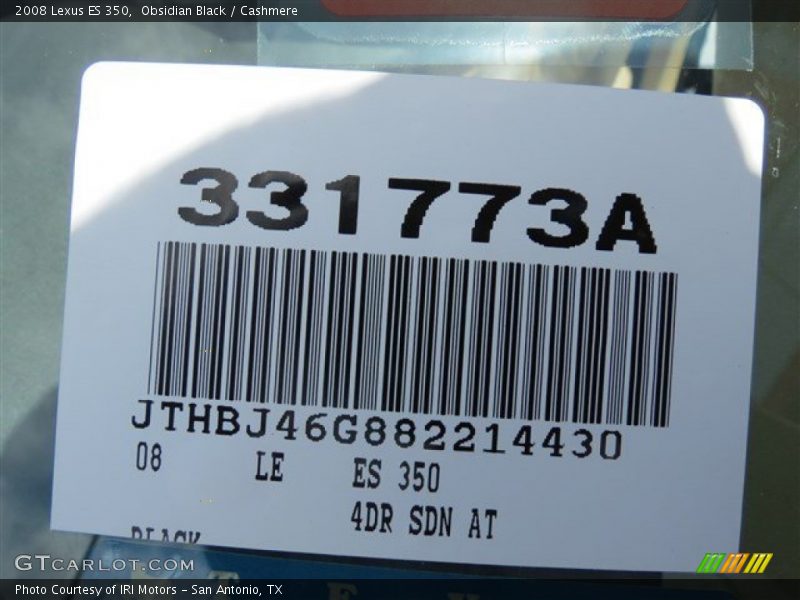 2008 Lexus ES 350,  Obsidian Black / Cashmere
331773A
JTHBJ46G882214430
08 LE ES 350
4DR SDN AT
BLACK
GTCARLOT.COM
Photo Courtesy of IRI Motors – San Antonio, TX